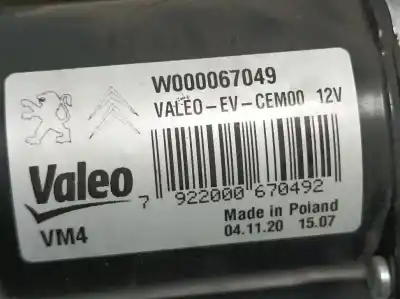 W000067049
VALEO-EV-CEM00 12V
Valeo
7 922000 670492
VM4
Made in Poland
04.11.20 15.07